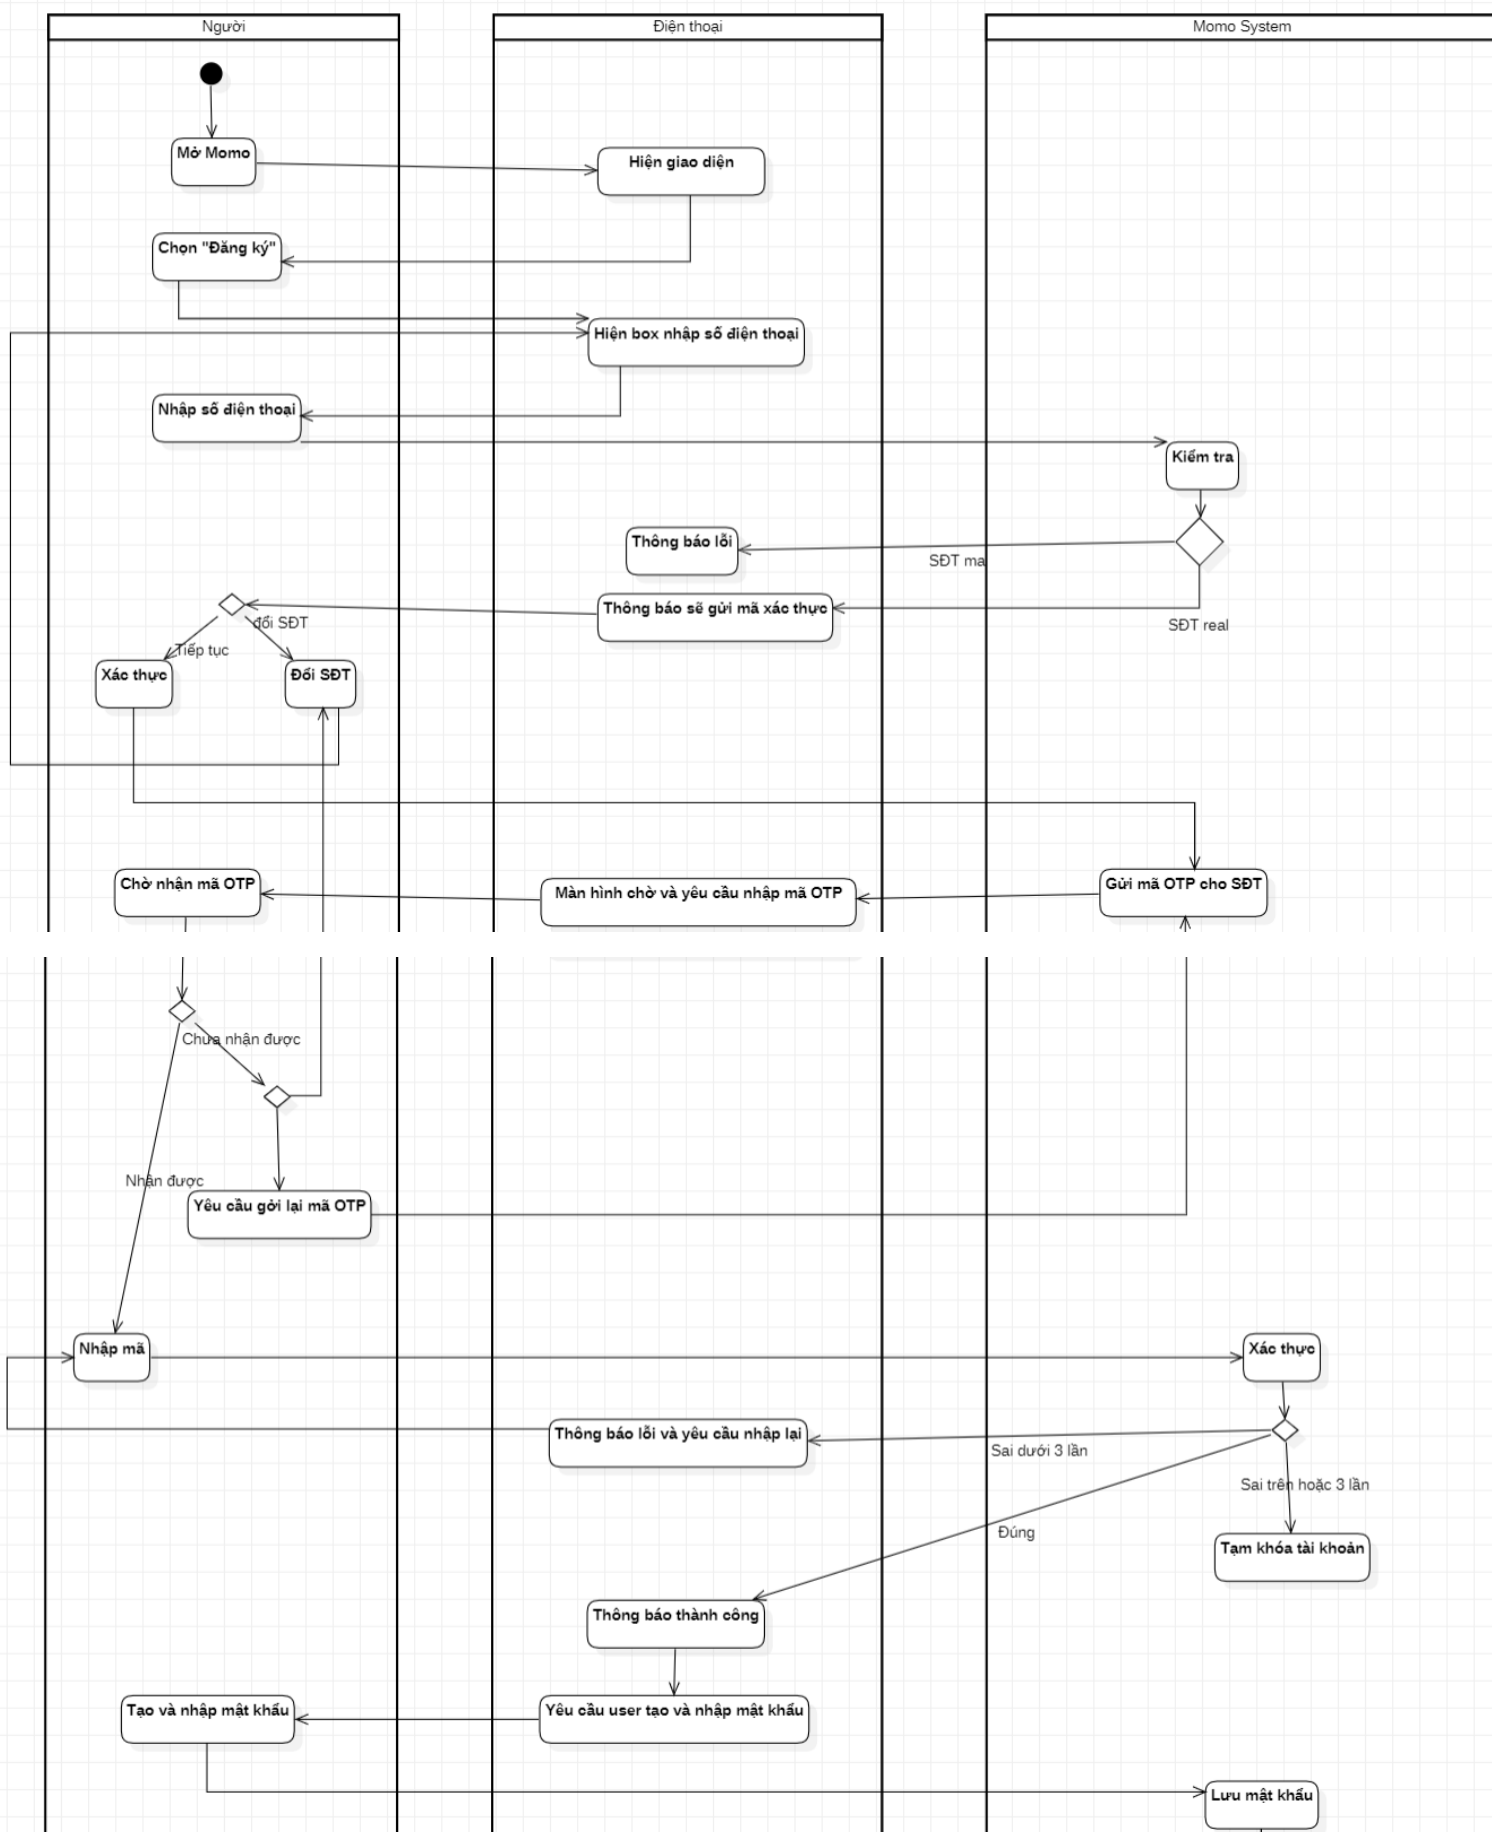 Người
Điện thoại
Momo System
Mở Momo
Hiện giao diện
Chọn "Đăng ký"
Hiện box nhập số điện thoại
Nhập số điện thoại
Kiểm tra
Thông báo lỗi
SĐT ma
Thông báo sẽ gửi mã xác thực
SĐT real
đổi SĐT
Tiếp tục
Xác thực
Đổi SĐT
Chờ nhận mã OTP
Màn hình chờ và yêu cầu nhập mã OTP
Gửi mã OTP cho SĐT
Chưa nhận được
Nhận được
Yêu cầu gởi lại mã OTP
Nhập mã
Xác thực
Thông báo lỗi và yêu cầu nhập lại
Sai dưới 3 lần
Sai trên hoặc 3 lần
Đúng
Tạm khóa tài khoản
Thông báo thành công
Tạo và nhập mật khẩu
Yêu cầu user tạo và nhập mật khẩu
Lưu mật khẩu